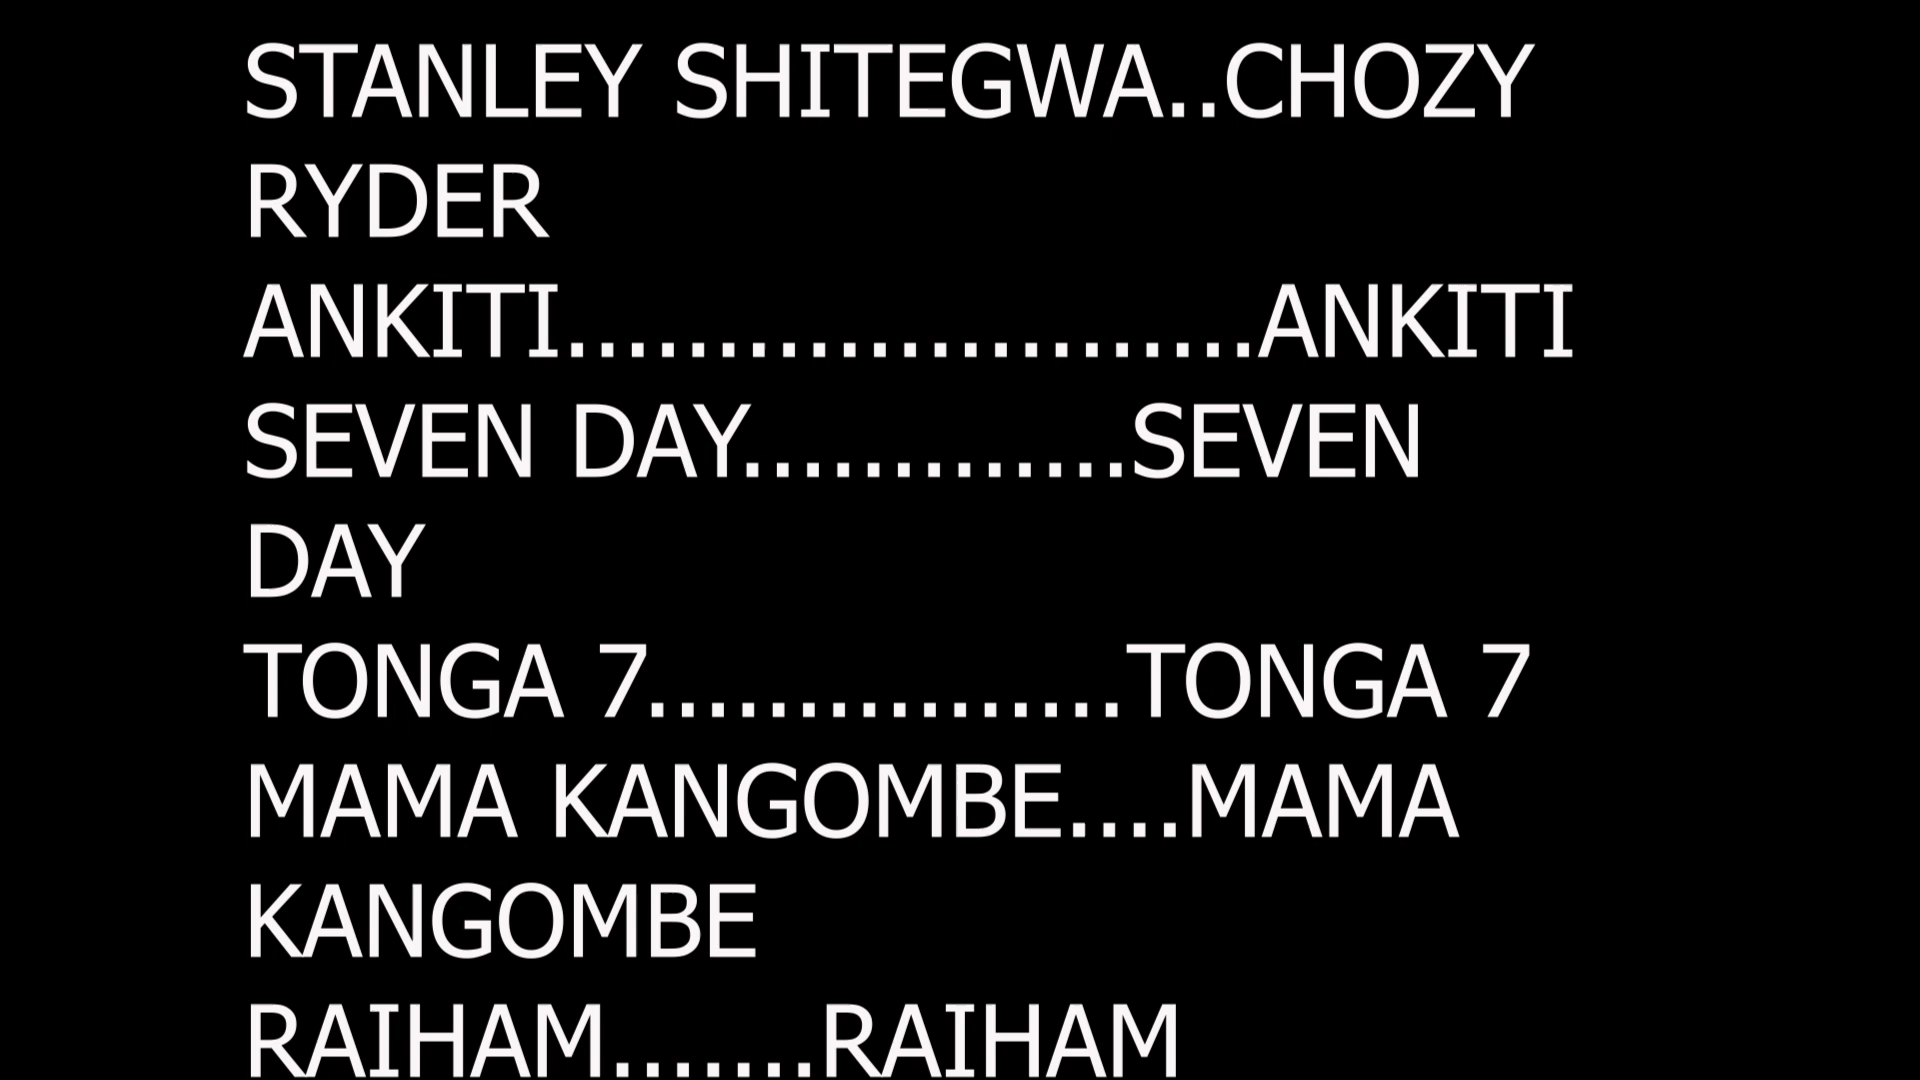 STANLEY SHITEGWA..CHOZY
RYDER
ANKITI.......................ANKITI
SEVEN DAY.............SEVEN
DAY
TONGA 7................TONGA 7
MAMA KANGOMBE....MAMA
KANGOMBE
RAIHAM.......RAIHAM